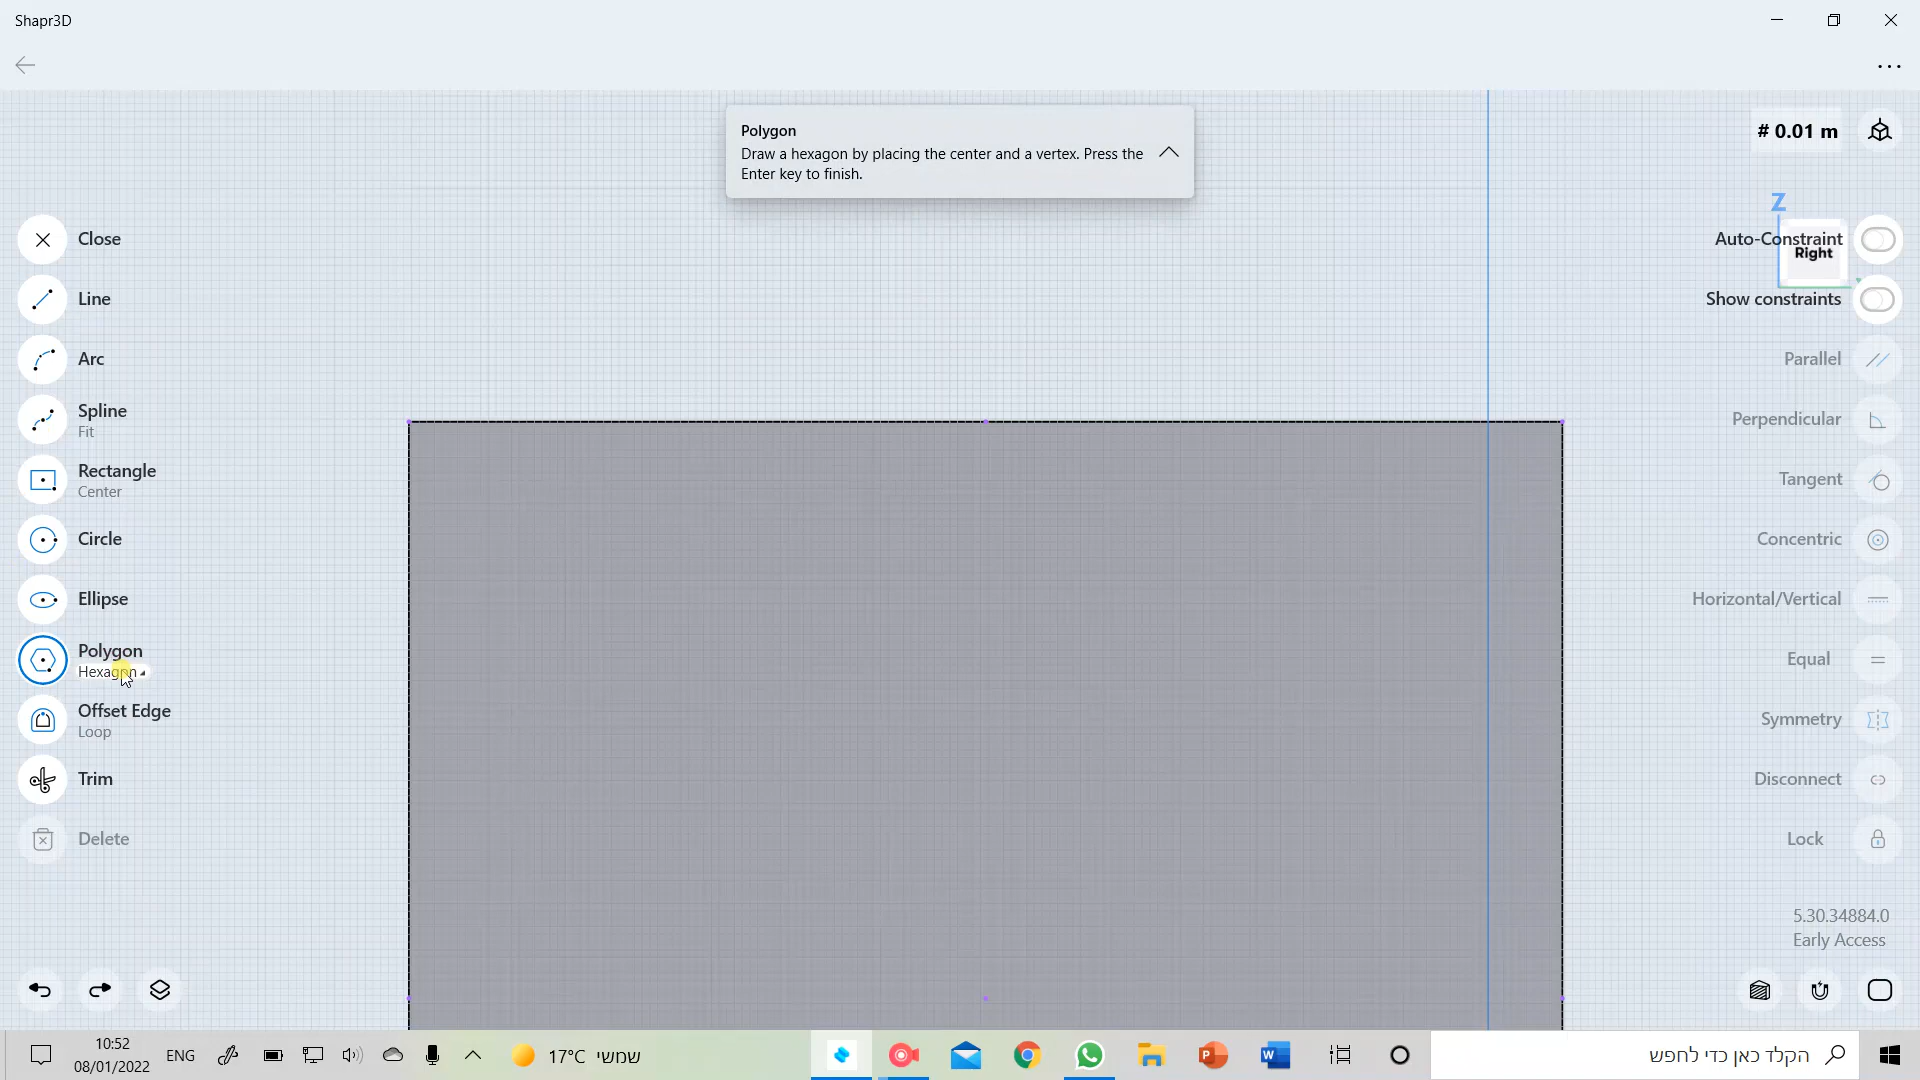 Shapr3D
Polygon
Draw a hexagon by placing the center and a vertex. Press the
Enter key to finish.
# 0.01 m
Z
Close
Auto-Constraint
Right
Line
Show constraints
Arc
Parallel
Spline
Fit
Perpendicular
Rectangle
Center
Tangent
Circle
Concentric
Ellipse
Horizontal/Vertical
Polygon
Hexagon
Equal
Offset Edge
Loop
Symmetry
Trim
Disconnect
Delete
Lock
5.30.34884.0
Early Access
10:52
08/01/2022
ENG
17°C שמשי
הקלד כאן כדי לחפש